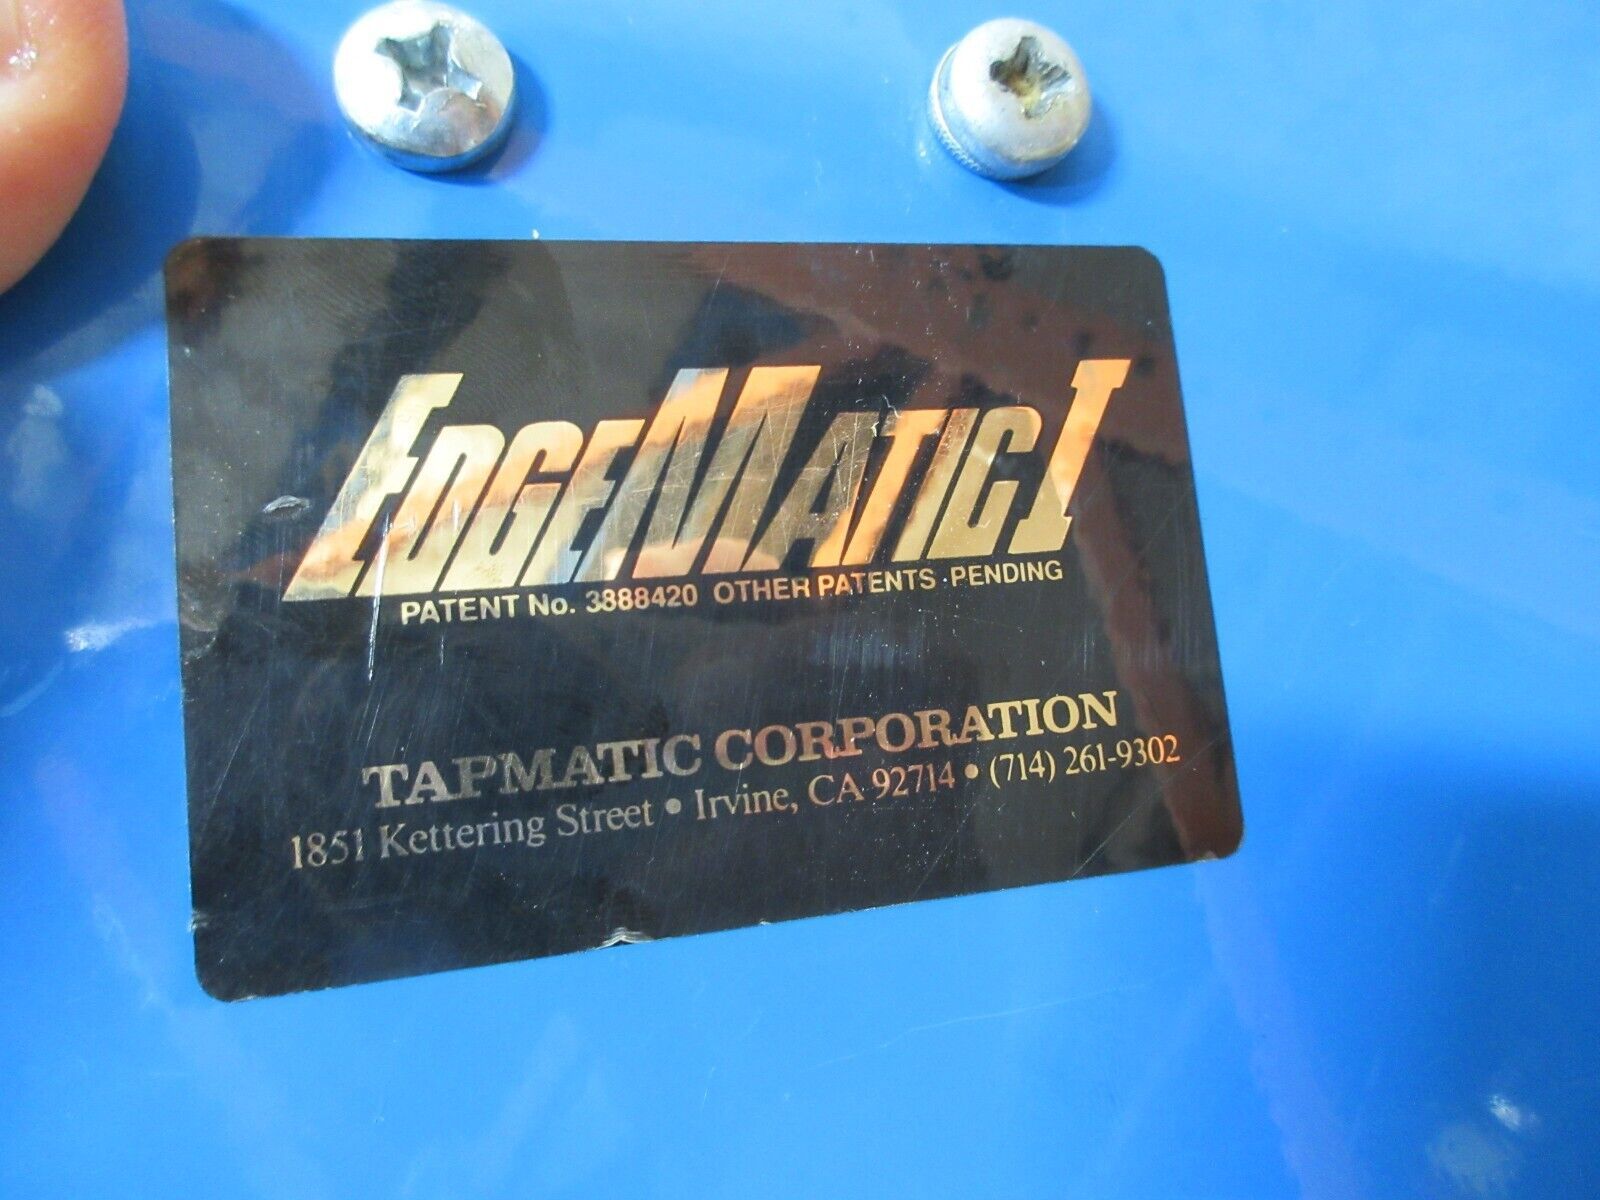 EDGEMATIC I
PATENT No. 3888420 OTHER PATENTS PENDING
TAPMATIC CORPORATION
1851 Kettering Street • Irvine, CA 92714 • (714) 261-9302